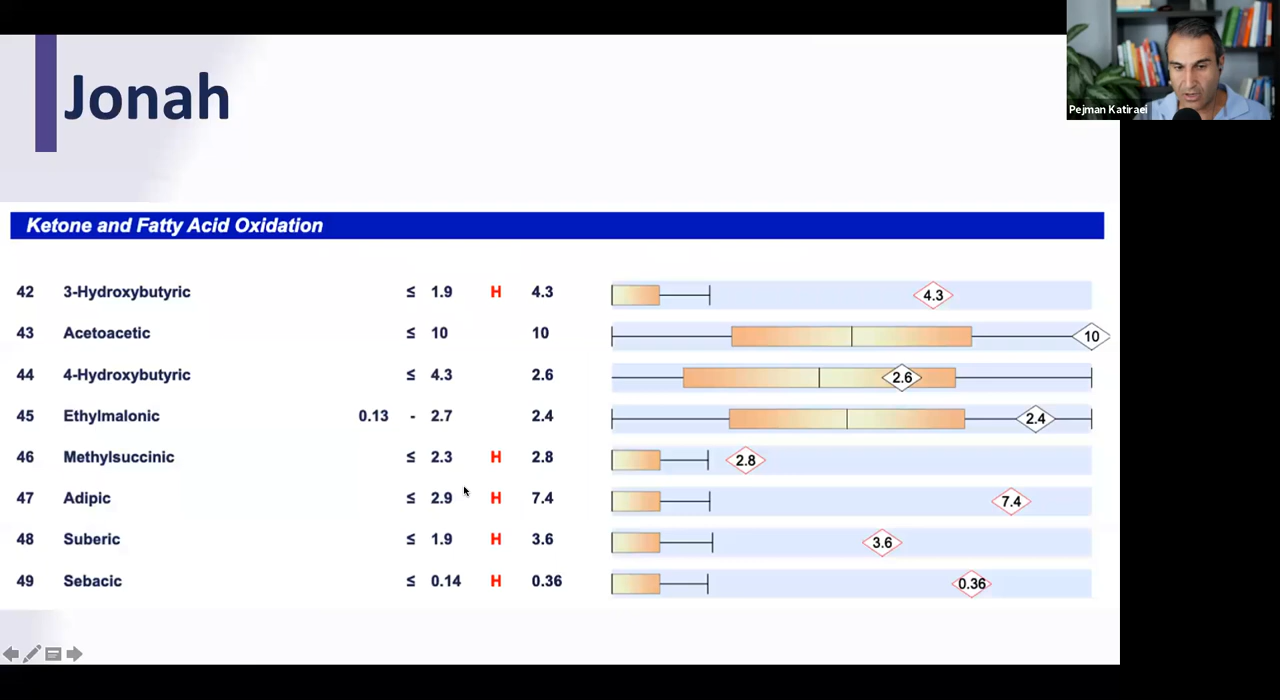 Jonah
Pejman Katiraei
Ketone and Fatty Acid Oxidation
42 3-Hydroxybutyric ≤ 1.9 H 4.3 4.3
43 Acetoacetic ≤ 10 10 10
44 4-Hydroxybutyric ≤ 4.3 2.6 2.6
45 Ethylmalonic 0.13 - 2.7 2.4 2.4
46 Methylsuccinic ≤ 2.3 H 2.8 2.8
47 Adipic ≤ 2.9 H 7.4 7.4
48 Suberic ≤ 1.9 H 3.6 3.6
49 Sebacic ≤ 0.14 H 0.36 0.36